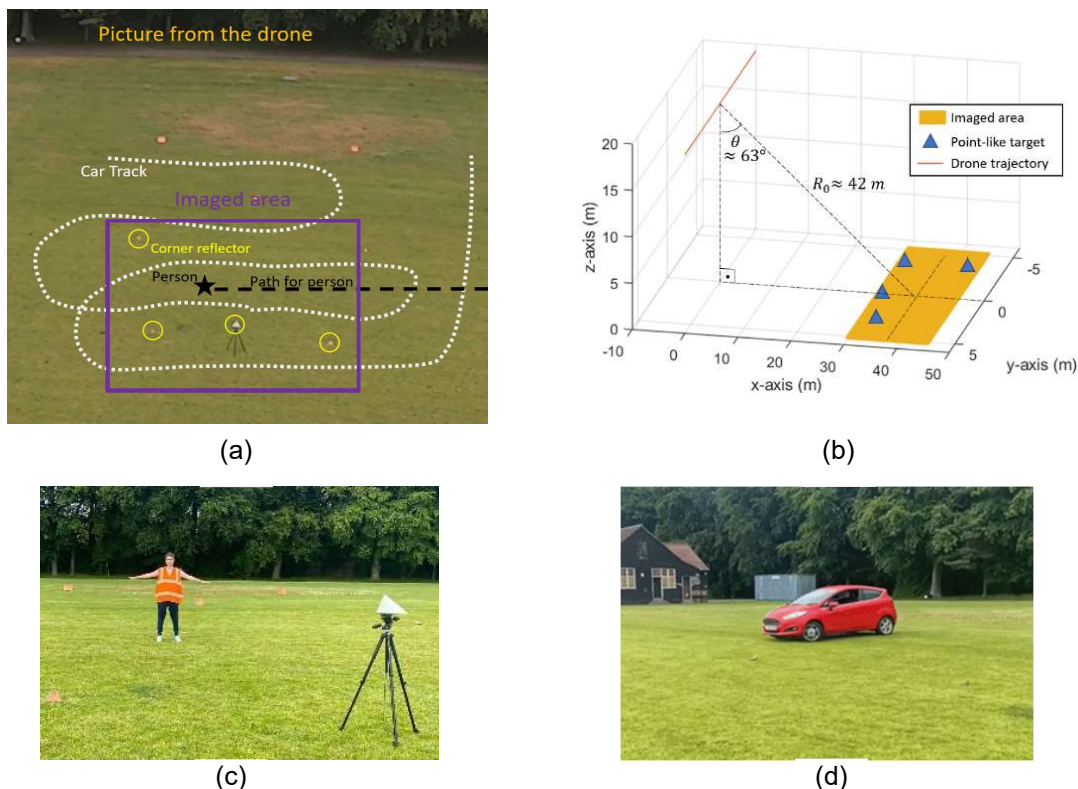 Picture from the drone
Car Track
Imaged area
Corner reflector
Person
Path for person
(a)
Imaged area
Point-like target
Drone trajectory
θ
≈ 63°
R₀ ≈ 42 m
z-axis (m)
20
15
10
5
0
-10
0
10
20
30
40
50
x-axis (m)
-5
0
5
y-axis (m)
(b)
(c)
(d)